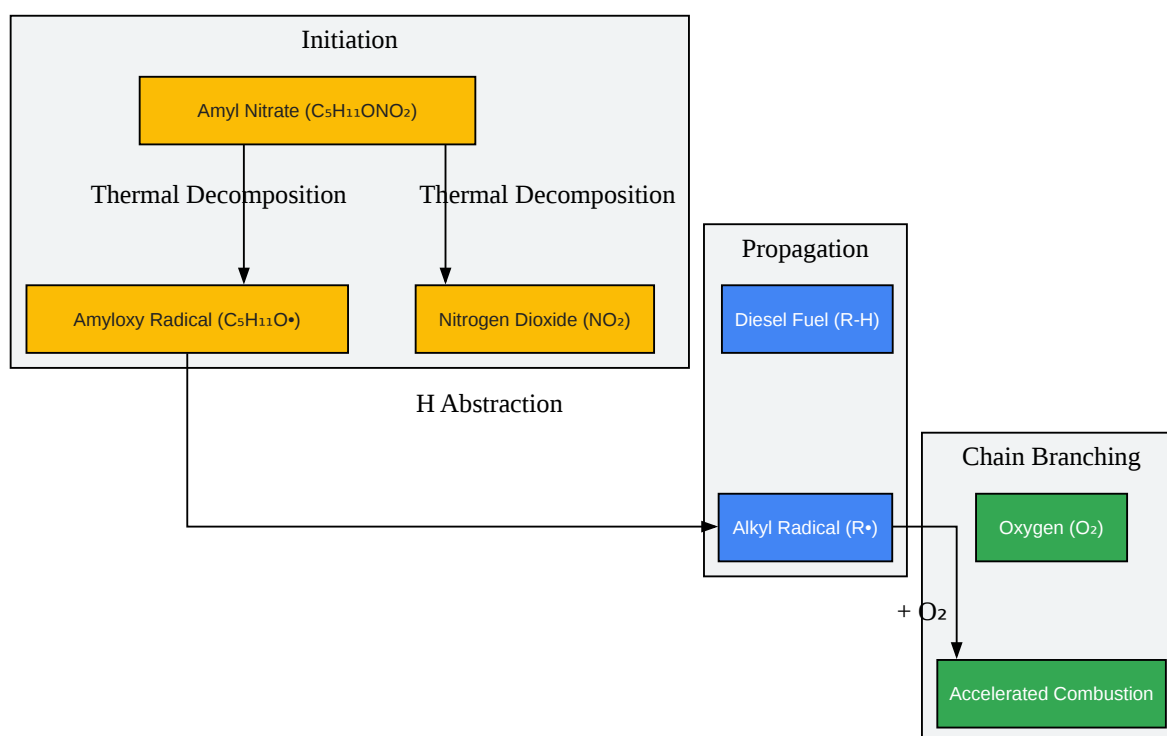 Initiation
Amyl Nitrate (C₅H₁₁ONO₂)
Thermal Decomposition
Thermal Decomposition
Amyloxy Radical (C₅H₁₁O•)
Nitrogen Dioxide (NO₂)
H Abstraction
Propagation
Diesel Fuel (R-H)
Alkyl Radical (R•)
Chain Branching
Oxygen (O₂)
+ O₂
Accelerated Combustion